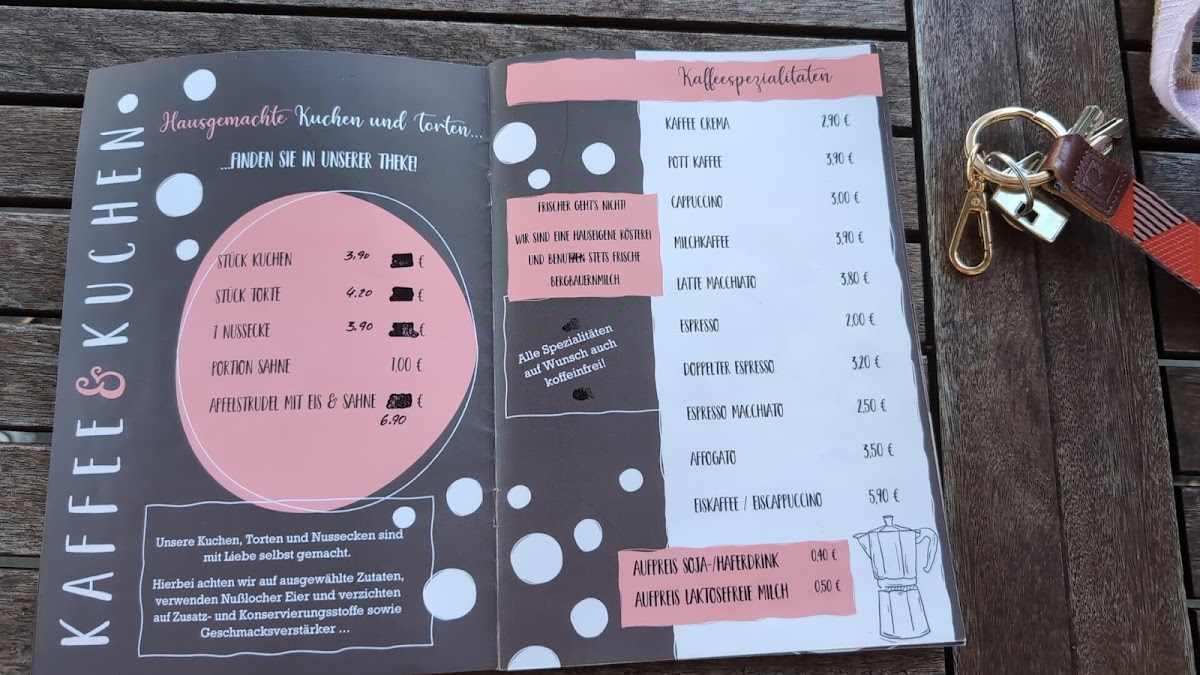 KAFFEE & KUCHEN
Hausgemachte Kuchen und Torten...
...FINDEN SIE IN UNSERER THEKE!
STÜCK KUCHEN 3.90 €
STÜCK TORTE 4.20 €
1 NUSSECKE 3.90 €
PORTION SAHNE 1,00 €
APFELSTRUDEL MIT EIS & SAHNE €
6.90
Unsere Kuchen, Torten und Nussecken sind
mit Liebe selbst gemacht.
Hierbei achten wir auf ausgewählte Zutaten,
verwenden Nußlocher Eier und verzichten
auf Zusatz- und Konservierungsstoffe sowie
Geschmacksverstärker ...
Kaffeespezialitäten
FRISCHER GEHT'S NICHT!
WIR SIND EINE HAUSEIGENE RÖSTEREI
UND BENUTZEN STETS FRISCHE
BERGBAUERNMILCH.
Alle Spezialitäten
auf Wunsch auch
koffeinfrei!
KAFFEE CREMA 2,90 €
POTT KAFFEE 3,90 €
CAPPUCCINO 3,00 €
MILCHKAFFEE 3,90 €
LATTE MACCHIATO 3,80 €
ESPRESSO 2,00 €
DOPPELTER ESPRESSO 3,20 €
ESPRESSO MACCHIATO 2,50 €
AFFOGATO 3,50 €
EISKAFFEE / EISCAPPUCCINO 5,90 €
AUFPREIS SOJA-/HAFERDRINK 0,40 €
AUFPREIS LAKTOSEFREIE MILCH 0,50 €